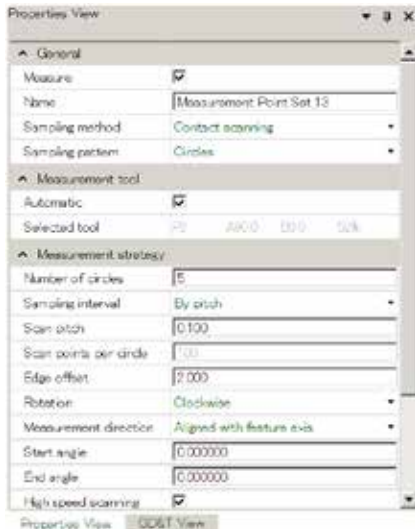 Properties View
General
Measure
Name Measurement Point Set 13
Sampling method Contact scanning
Sampling pattern Circles
Measurement tool
Automatic
Selected tool
Measurement strategy
Number of circles 5
Sampling interval By pitch
Scan pitch 0.100
Scan points per circle 100
Edge offset 2.000
Rotation Clockwise
Measurement direction Aligned with feature axis
Start angle 0.000000
End angle 0.000000
High speed scanning
Properties View GD&T View